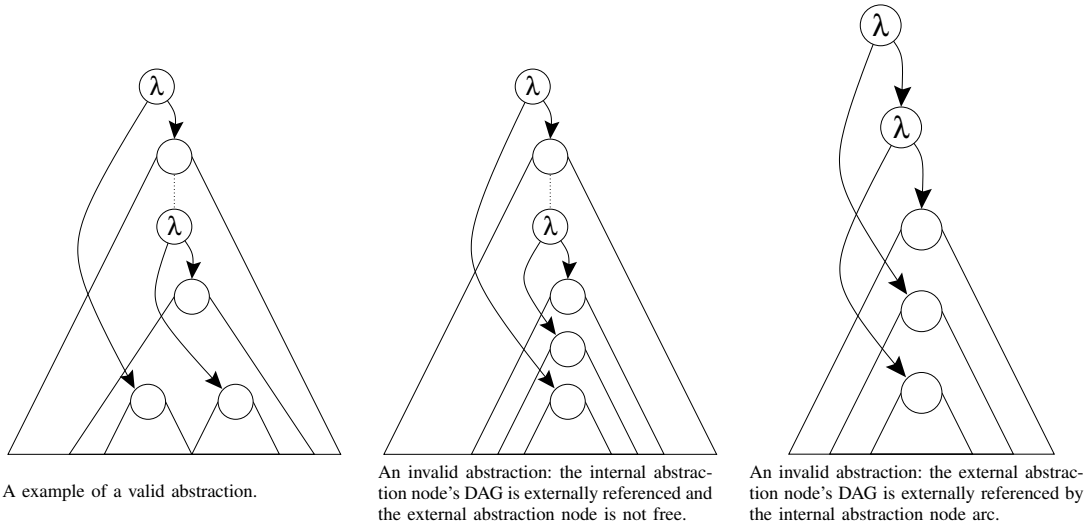 λ
λ
A example of a valid abstraction.
λ
λ
An invalid abstraction: the internal abstrac-
tion node's DAG is externally referenced and
the external abstraction node is not free.
λ
λ
An invalid abstraction: the external abstrac-
tion node's DAG is externally referenced by
the internal abstraction node arc.